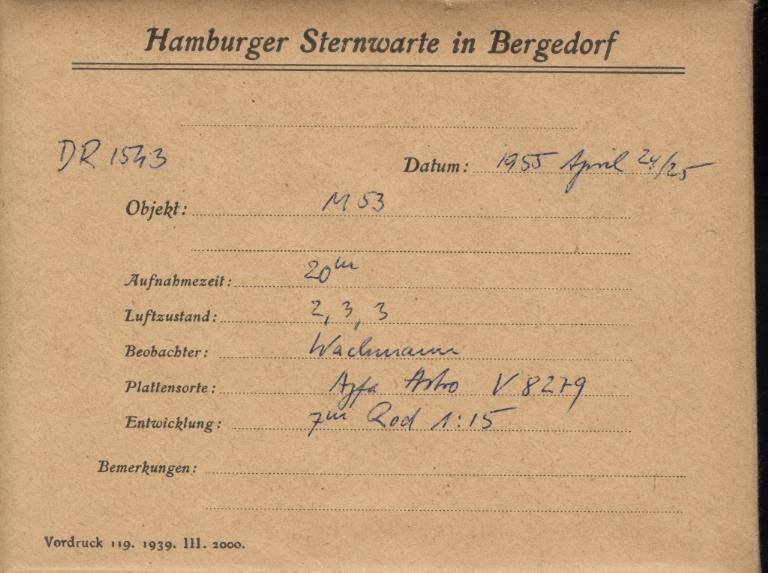 Hamburger Sternwarte in Bergedorf
DR 1543
Datum: 1955 April 24/25
Objekt: M 53
Aufnahmezeit: 20m
Luftzustand: 2, 3, 3
Beobachter: Wachmann
Plattensorte: Agfa Astro V 8279
Entwicklung: 7m Rod 1:15
Bemerkungen:
Vordruck 119. 1939. III. 2000.